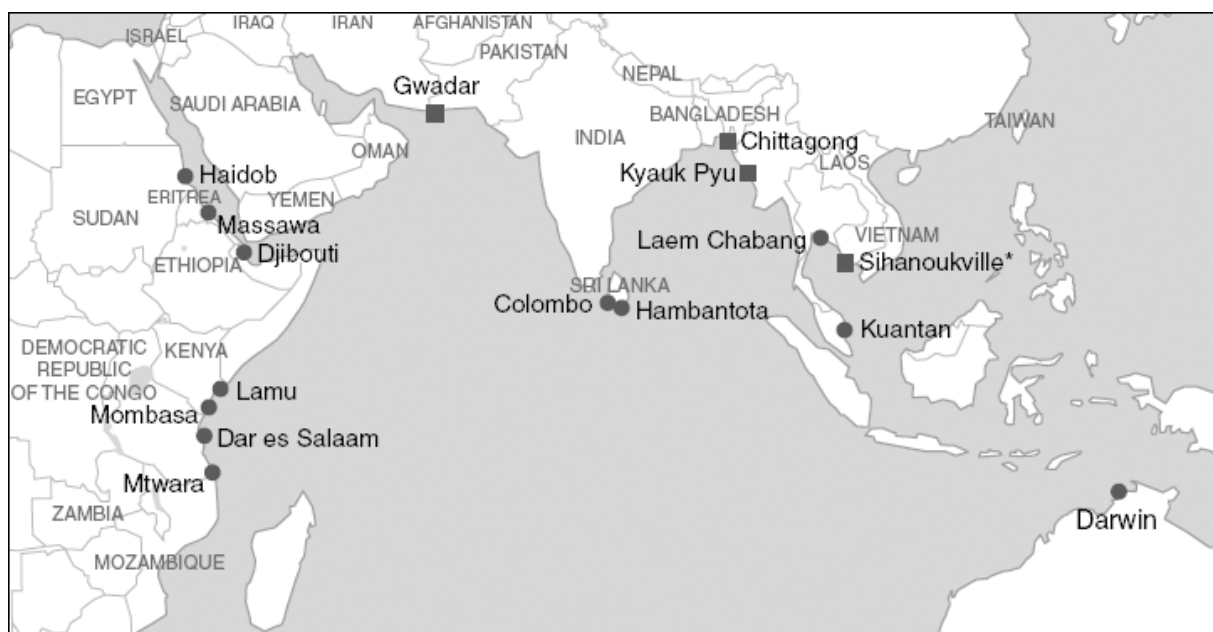 ISRAEL
IRAQ
IRAN
AFGHANISTAN
PAKISTAN
NEPAL
EGYPT
SAUDI ARABIA
Gwadar
BANGLADESH
TAIWAN
INDIA
Chittagong
OMAN
LAOS
Haidob
Kyauk Pyu
ERITREA
YEMEN
SUDAN
Massawa
VIETNAM
Laem Chabang
Djibouti
ETHIOPIA
Sihanoukville*
SRI LANKA
Colombo
Hambantota
Kuantan
DEMOCRATIC
REPUBLIC
OF THE CONGO
KENYA
Lamu
Mombasa
Dar es Salaam
Mtwara
ZAMBIA
Darwin
MOZAMBIQUE